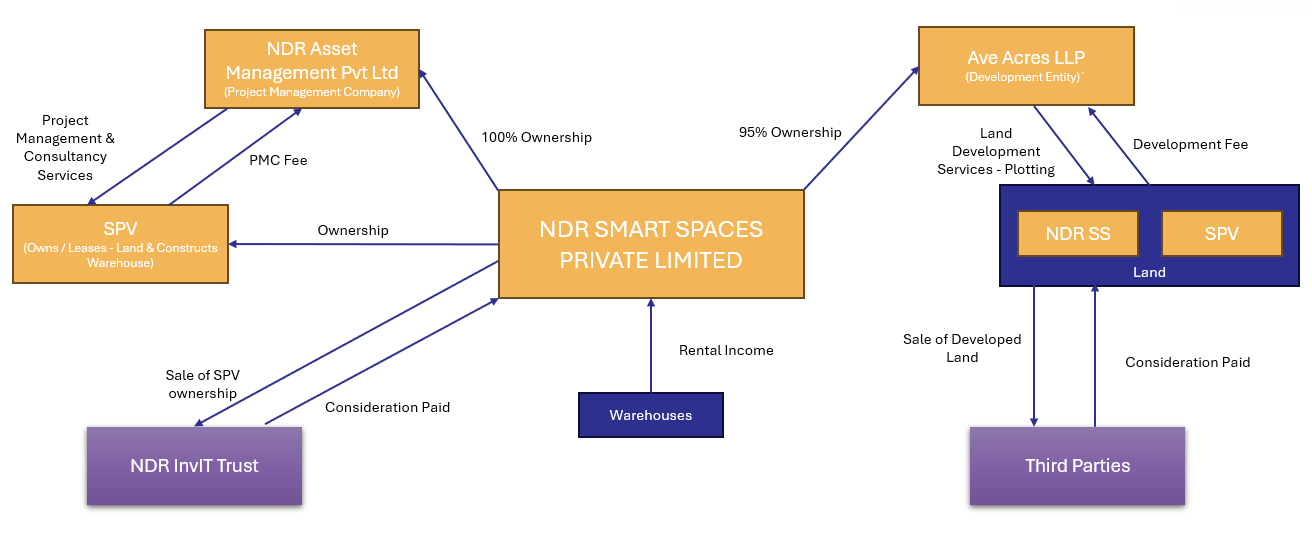 NDR Asset
Management Pvt Ltd
(Project Management Company)
Ave Acres LLP
(Development Entity)`
Project
Management &
Consultancy
Services
PMC Fee
100% Ownership
95% Ownership
Land
Development
Services - Plotting
Development Fee
SPV
(Owns / Leases - Land & Constructs
Warehouse)
Ownership
NDR SMART SPACES
PRIVATE LIMITED
NDR SS
SPV
Land
Sale of SPV
ownership
Consideration Paid
Rental Income
Warehouses
Sale of Developed
Land
Consideration Paid
NDR InvIT Trust
Third Parties